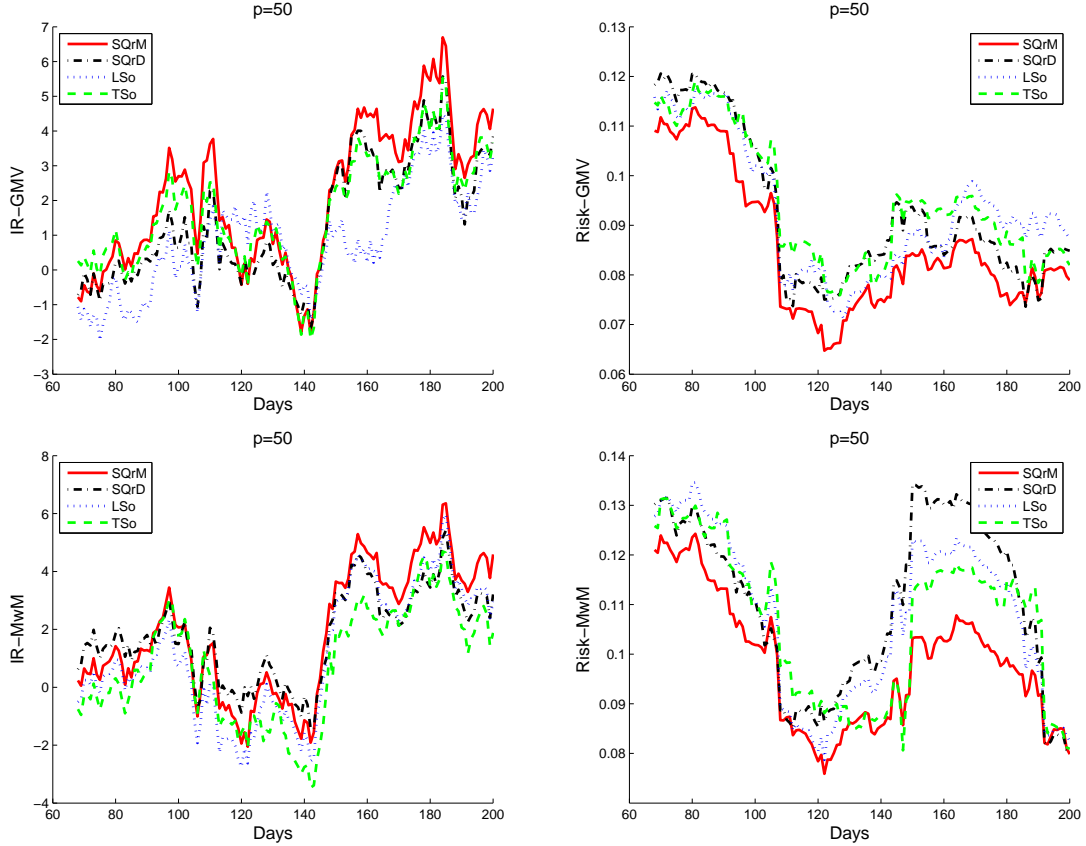 p=50
IR−GMV
7
6
5
4
3
2
1
0
−1
−2
−3
60 80 100 120 140 160 180 200
Days
SQrM
SQrD
LSo
TSo
p=50
Risk−GMV
0.13
0.12
0.11
0.1
0.09
0.08
0.07
0.06
60 80 100 120 140 160 180 200
Days
SQrM
SQrD
LSo
TSo
p=50
IR−MwM
8
6
4
2
0
−2
−4
60 80 100 120 140 160 180 200
Days
SQrM
SQrD
LSo
TSo
p=50
Risk−MwM
0.14
0.13
0.12
0.11
0.1
0.09
0.08
60 80 100 120 140 160 180 200
Days
SQrM
SQrD
LSo
TSo